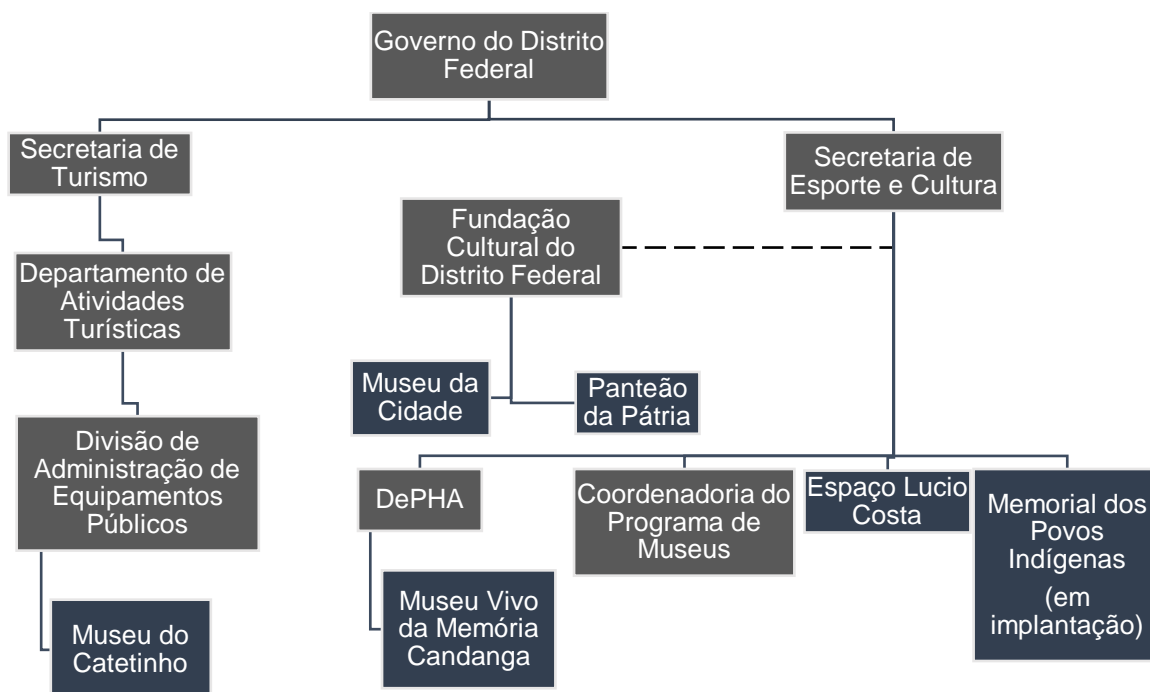 Governo do Distrito
Federal
Secretaria de
Turismo
Secretaria de
Esporte e Cultura
Fundação
Cultural do
Distrito Federal
Departamento de
Atividades
Turísticas
Museu da
Cidade
Panteão
da Pátria
Divisão de
Administração de
Equipamentos
Públicos
DePHA
Coordenadoria do
Programa de
Museus
Espaço Lucio
Costa
Memorial dos
Povos
Indígenas
(em
implantação)
Museu do
Catetinho
Museu Vivo
da Memória
Candanga